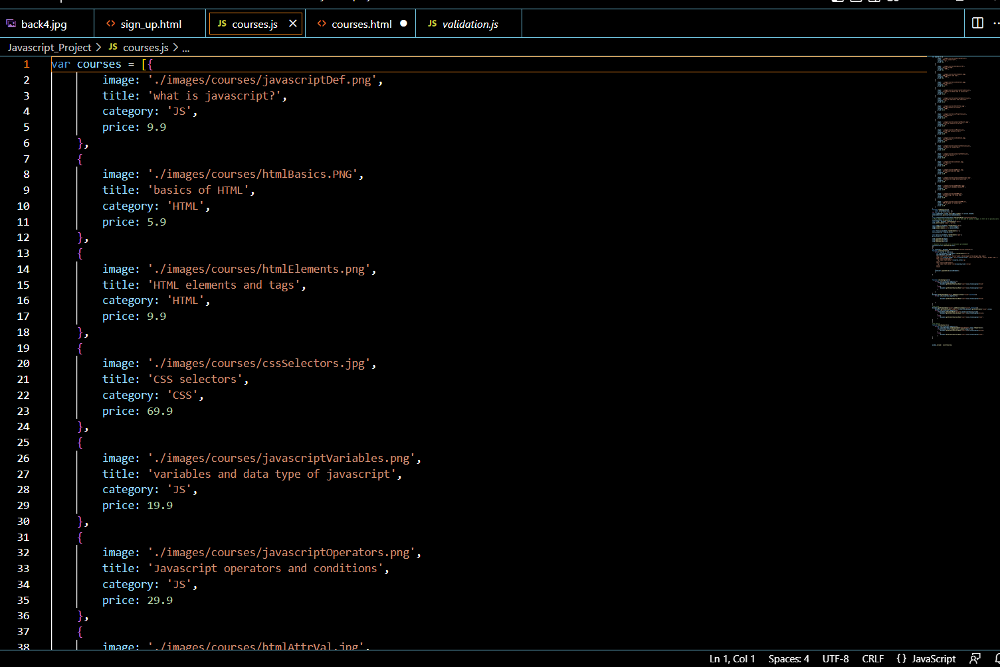 back4.jpg sign_up.html JS courses.js courses.html JS validation.js
Javascript_Project JS courses.js ...
1 var courses = [{
2 image: './images/courses/javascriptDef.png',
3 title: 'what is javascript?',
4 category: 'JS',
5 price: 9.9
6 },
7 {
8 image: './images/courses/htmlBasics.PNG',
9 title: 'basics of HTML',
10 category: 'HTML',
11 price: 5.9
12 },
13 {
14 image: './images/courses/htmlElements.png',
15 title: 'HTML elements and tags',
16 category: 'HTML',
17 price: 9.9
18 },
19 {
20 image: './images/courses/cssSelectors.jpg',
21 title: 'CSS selectors',
22 category: 'CSS',
23 price: 69.9
24 },
25 {
26 image: './images/courses/javascriptVariables.png',
27 title: 'variables and data type of javascript',
28 category: 'JS',
29 price: 19.9
30 },
31 {
32 image: './images/courses/javascriptOperators.png',
33 title: 'Javascript operators and conditions',
34 category: 'JS',
35 price: 29.9
36 },
37 {
38 image: './images/courses/htmlAttrVal.jpg',
Ln 1, Col 1 Spaces: 4 UTF-8 CRLF {} JavaScript